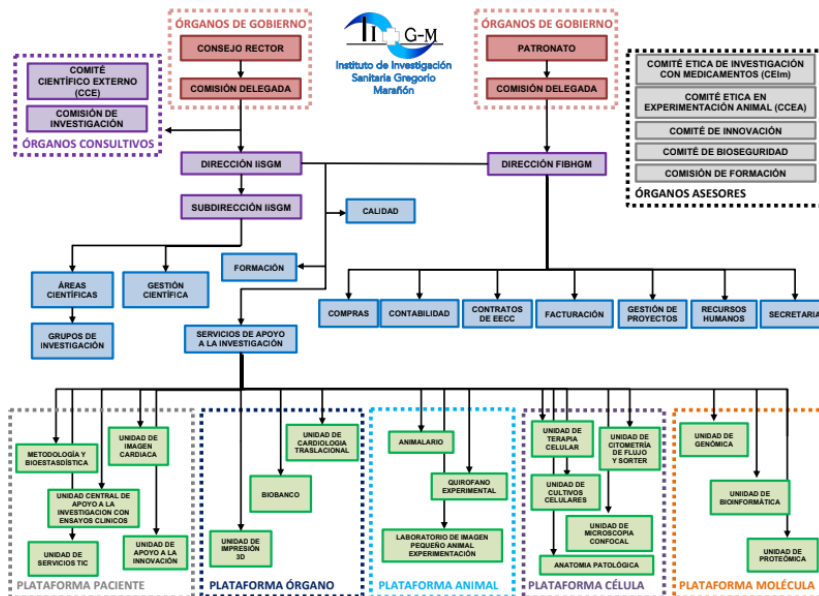 ÓRGANOS DE GOBIERNO
CONSEJO RECTOR
COMISIÓN DELEGADA
IiSG-M
Instituto de Investigación
Sanitaria Gregorio
Marañón
ÓRGANOS DE GOBIERNO
PATRONATO
COMISIÓN DELEGADA
COMITÉ
CIENTÍFICO EXTERNO
(CCE)
COMISIÓN DE
INVESTIGACIÓN
ÓRGANOS CONSULTIVOS
COMITÉ ETICA DE INVESTIGACIÓN
CON MEDICAMENTOS (CEIm)
COMITÉ ETICA EN
EXPERIMENTACIÓN ANIMAL (CCEA)
COMITÉ DE INNOVACIÓN
COMITÉ DE BIOSEGURIDAD
COMISIÓN DE FORMACIÓN
ÓRGANOS ASESORES
DIRECCIÓN IiSGM
DIRECCIÓN FIBHGM
SUBDIRECCIÓN IiSGM
CALIDAD
FORMACIÓN
ÁREAS
CIENTÍFICAS
GESTIÓN
CIENTÍFICA
GRUPOS DE
INVESTIGACIÓN
SERVICIOS DE APOYO
A LA INVESTIGACIÓN
COMPRAS
CONTABILIDAD
CONTRATOS
DE EECC
FACTURACIÓN
GESTIÓN DE
PROYECTOS
RECURSOS
HUMANOS
SECRETARIA
METODOLOGÍA Y
BIOESTASDÍSTICA
UNIDAD DE
IMAGEN
CARDIACA
UNIDAD CENTRAL DE
APOYO A LA
INVESTIGACION CON
ENSAYOS CLINICOS
UNIDAD DE
SERVICIOS TIC
UNIDAD DE
APOYO A LA
INNOVACIÓN
PLATAFORMA PACIENTE
UNIDAD DE
CARDIOLOGIA
TRASLACIONAL
BIOBANCO
UNIDAD DE
IMPRESIÓN
3D
PLATAFORMA ÓRGANO
ANIMALARIO
QUIROFANO
EXPERIMENTAL
LABORATORIO DE IMAGEN
PEQUEÑO ANIMAL
EXPERIMENTACIÓN
PLATAFORMA ANIMAL
UNIDAD DE
TERAPIA
CELULAR
UNIDAD DE
CITOMETRÍA
DE FLUJO
Y SORTER
UNIDAD DE
CULTIVOS
CELULARES
UNIDAD DE
MICROSCOPIA
CONFOCAL
ANATOMIA PATOLÓGICA
PLATAFORMA CÉLULA
UNIDAD DE
GENÓMICA
UNIDAD DE
BIOINFORMÁTICA
UNIDAD DE
PROTEÓMICA
PLATAFORMA MOLÉCULA